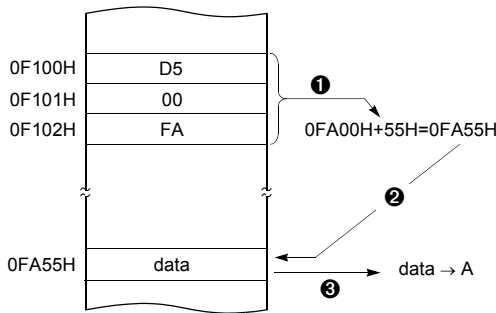 0F100H D5
0F101H 00
0F102H FA
❶
0FA00H+55H=0FA55H
❷
0FA55H data
❸
data → A